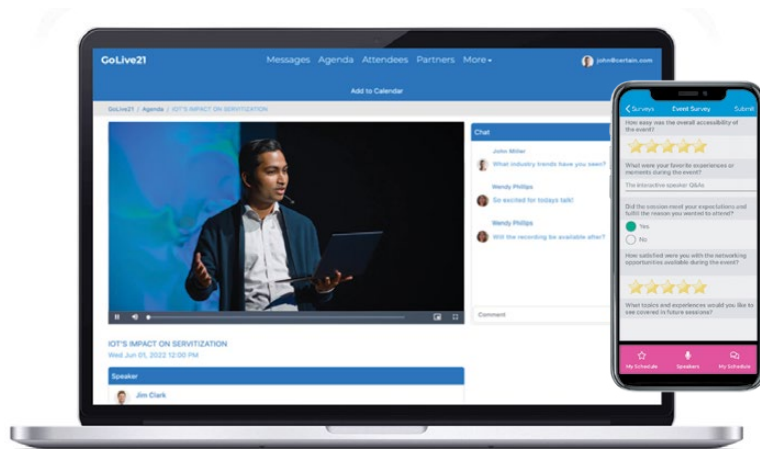 GoLive21
Messages Agenda Attendees Partners More
john@certain.com
Add to Calendar
GoLive21 / Agenda / IOT'S IMPACT ON SERVITIZATION
Chat
John Miller
What industry trends have you seen?
Wendy Phillips
So excited for todays talk!
Wendy Phillips
Will the recording be available after?
Comment
IOT'S IMPACT ON SERVITIZATION
Wed Jun 01, 2022 12:00 PM
Speaker
Jim Clark
Surveys Event Survey Submit
How easy was the overall accessibility of
the event?
What were your favorite experiences or
moments during the event?
The interactive speaker Q&As
Did the session meet your expectations and
fulfill the reason you wanted to attend?
Yes
No
How satisfied were you with the networking
opportunities available during the event?
What topics and experiences would you like to
see covered in future sessions?
My Schedule Speakers My Schedule